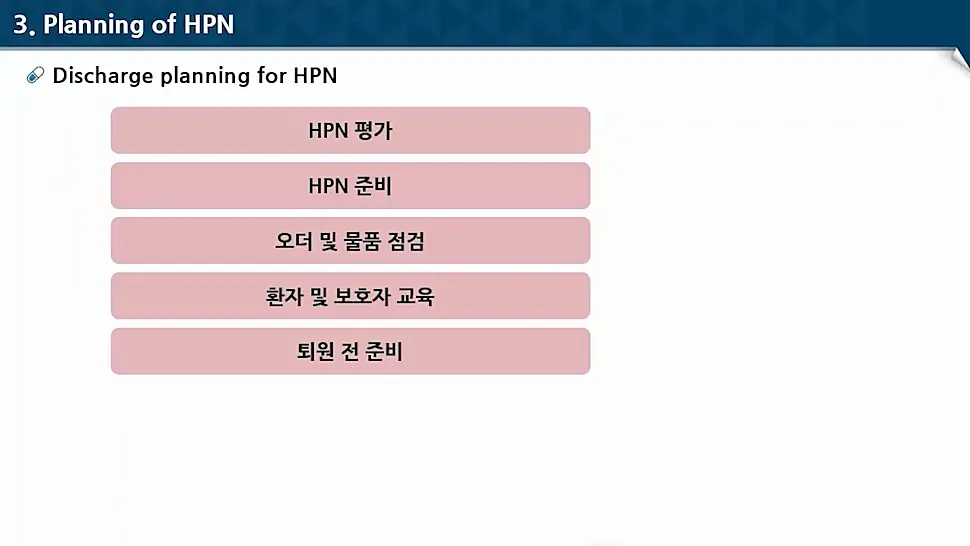 3. Planning of HPN
Discharge planning for HPN
HPN 평가
HPN 준비
오더 및 물품 점검
환자 및 보호자 교육
퇴원 전 준비